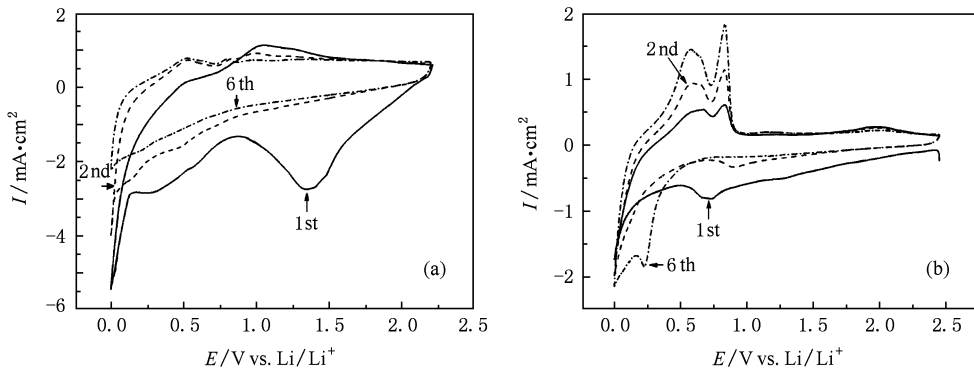 (a)
2
0
−2
−4
−6
I/mA·cm²
6 th
2nd
1st
(a)
0.0 0.5 1.0 1.5 2.0 2.5
E/V vs. Li/Li⁺
(b)
2
1
0
−1
−2
I/mA·cm²
2 nd
1st
6 th
(b)
0.0 0.5 1.0 1.5 2.0 2.5
E/V vs. Li/Li⁺